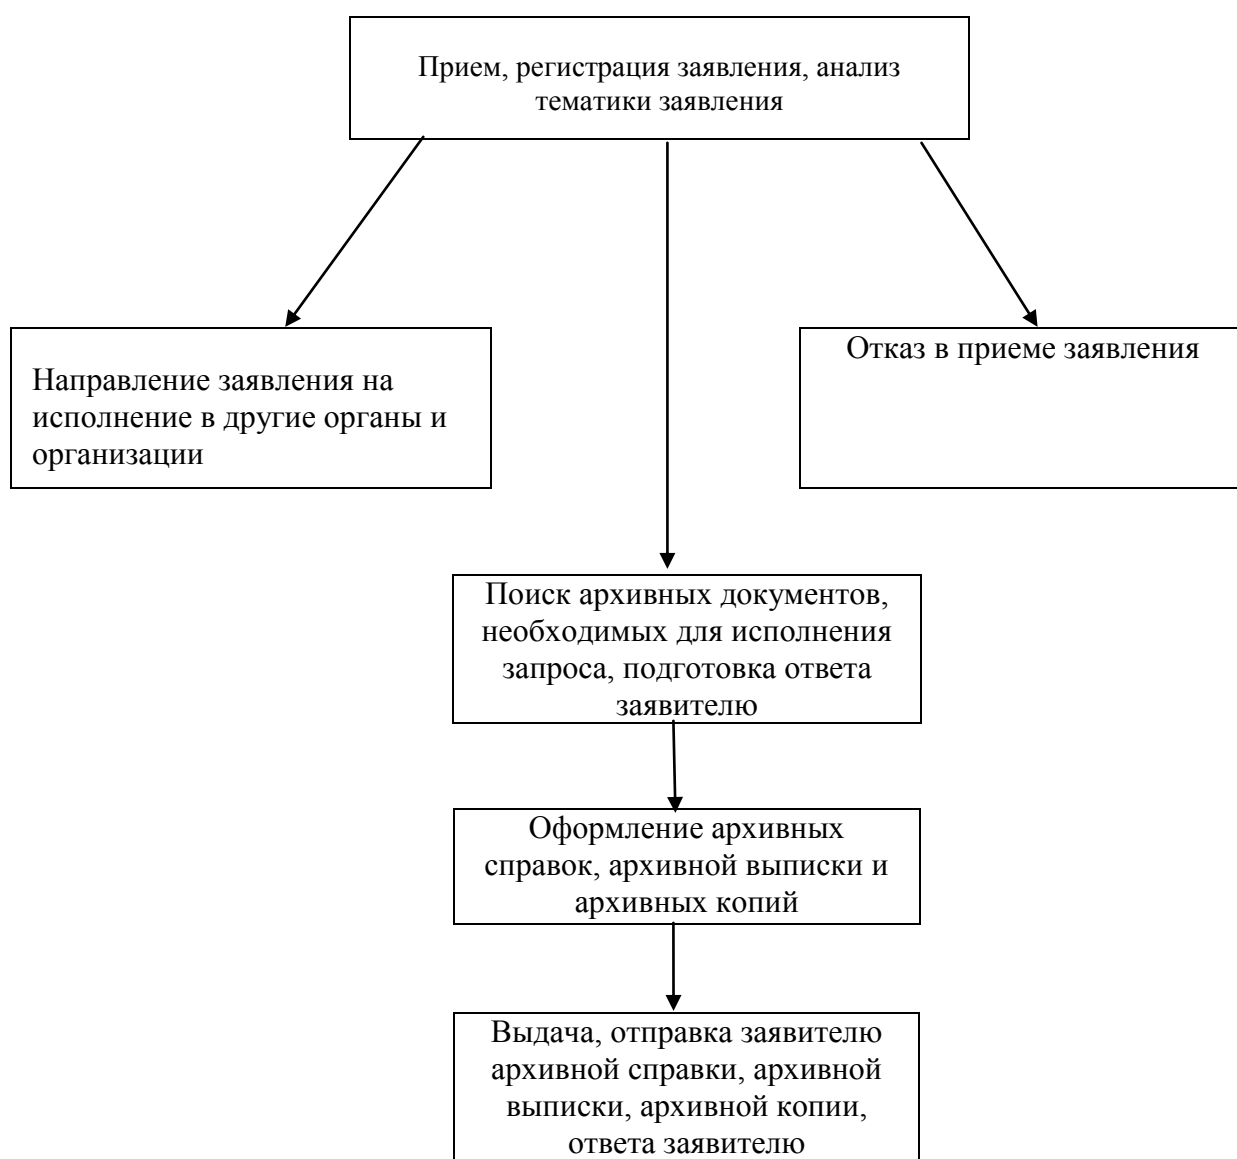 Прием, регистрация заявления, анализ
тематики заявления
Направление заявления на
исполнение в другие органы и
организации
Отказ в приеме заявления
Поиск архивных документов,
необходимых для исполнения
запроса, подготовка ответа
заявителю
Оформление архивных
справок, архивной выписки и
архивных копий
Выдача, отправка заявителю
архивной справки, архивной
выписки, архивной копии,
ответа заявителю